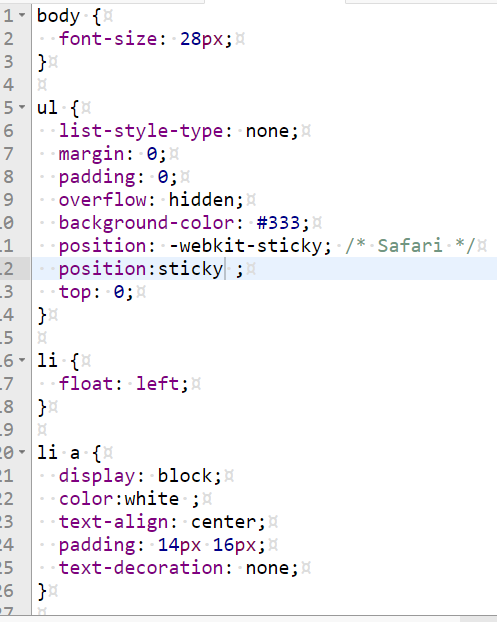 1 body {
2 font-size: 28px;
3 }
4
5 ul {
6 list-style-type: none;
7 margin: 0;
8 padding: 0;
9 overflow: hidden;
10 background-color: #333;
11 position: -webkit-sticky; /* Safari */
12 position:sticky ;
13 top: 0;
14 }
15
16 li {
17 float: left;
18 }
19
20 li a {
21 display: block;
22 color:white ;
23 text-align: center;
24 padding: 14px 16px;
25 text-decoration: none;
26 }
27